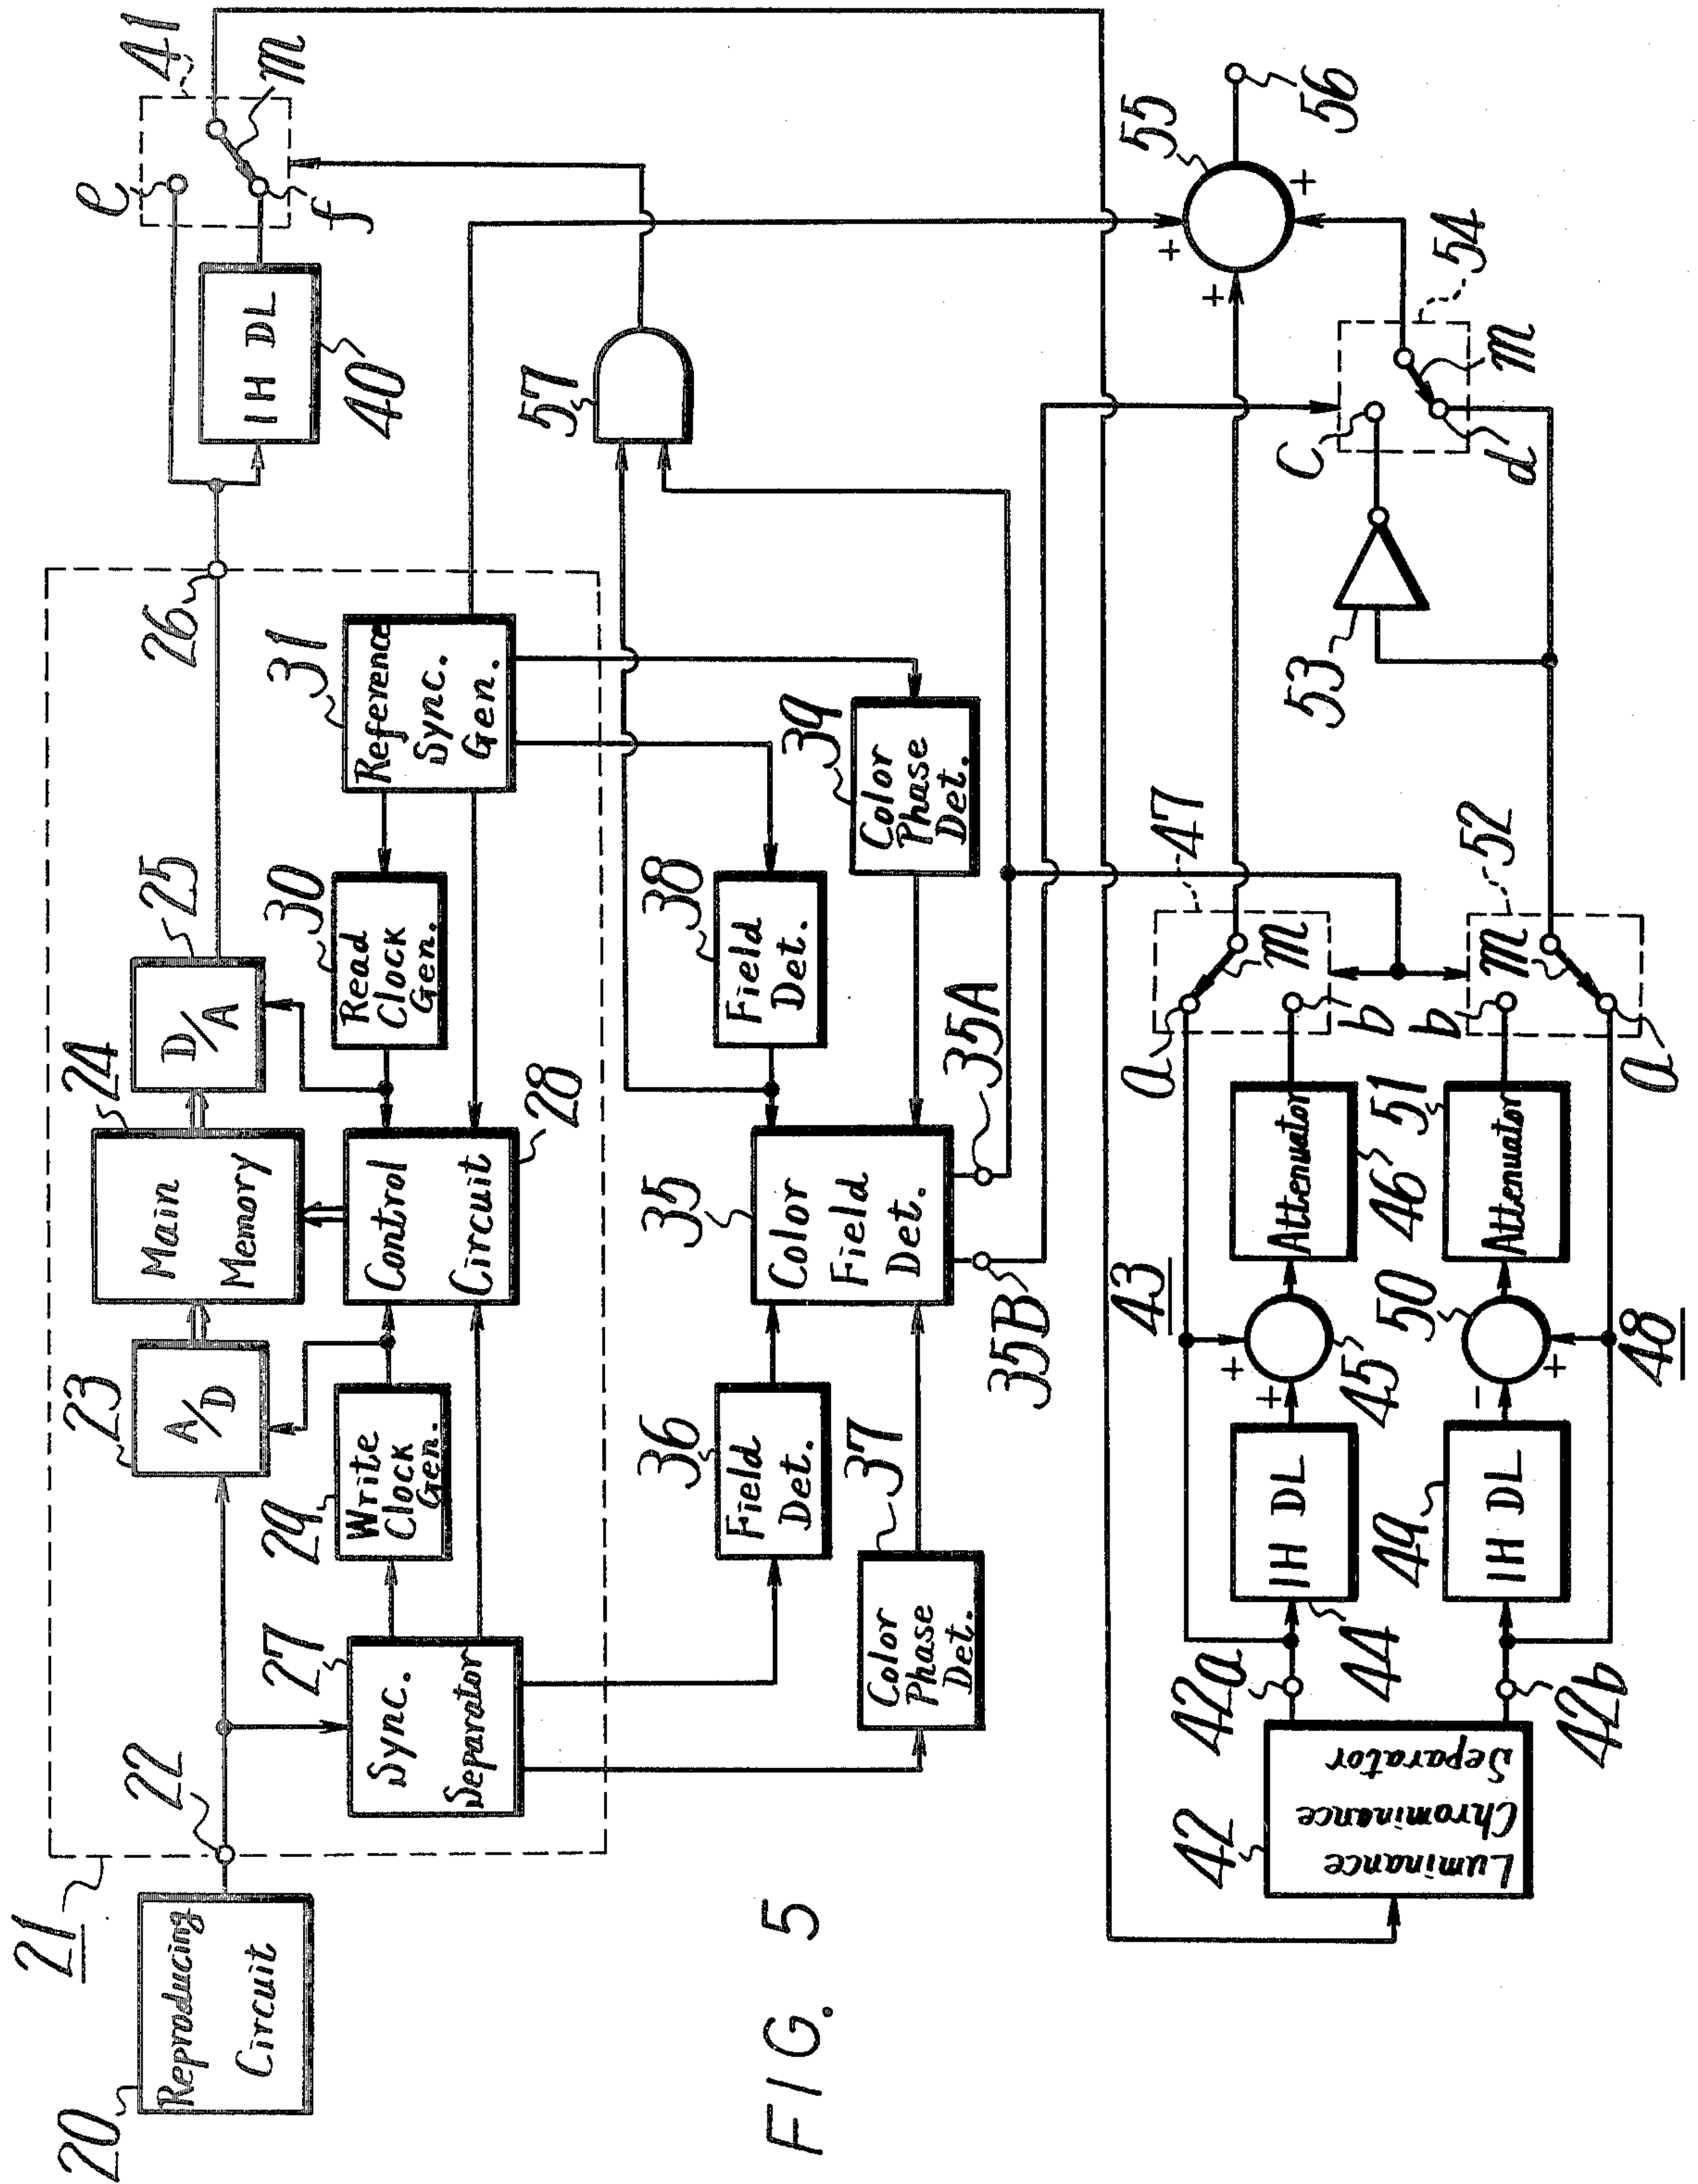 20
Reproducing
Circuit
21
22
23
A/D
24
Main
Memory
25
D/A
26
27
Sync.
Separator
29
Write
Clock
Gen.
28
Control
Circuit
30
Read
Clock
Gen.
31
Reference
Sync.
Gen.
40
1H DL
41
e
f
m
36
Field
Det.
37
Color
Phase
Det.
35
Color
Field
Det.
35A
35B
38
Field
Det.
39
Color
Phase
Det.
57
FIG. 5
42
Luminance
Chrominance
Separator
42a
42b
43
44
1H DL
45
+
+
46
Attenuator
47
a
b
m
48
49
1H DL
50
-
+
51
Attenuator
52
b
a
m
53
54
c
d
m
55
+
+
+
56